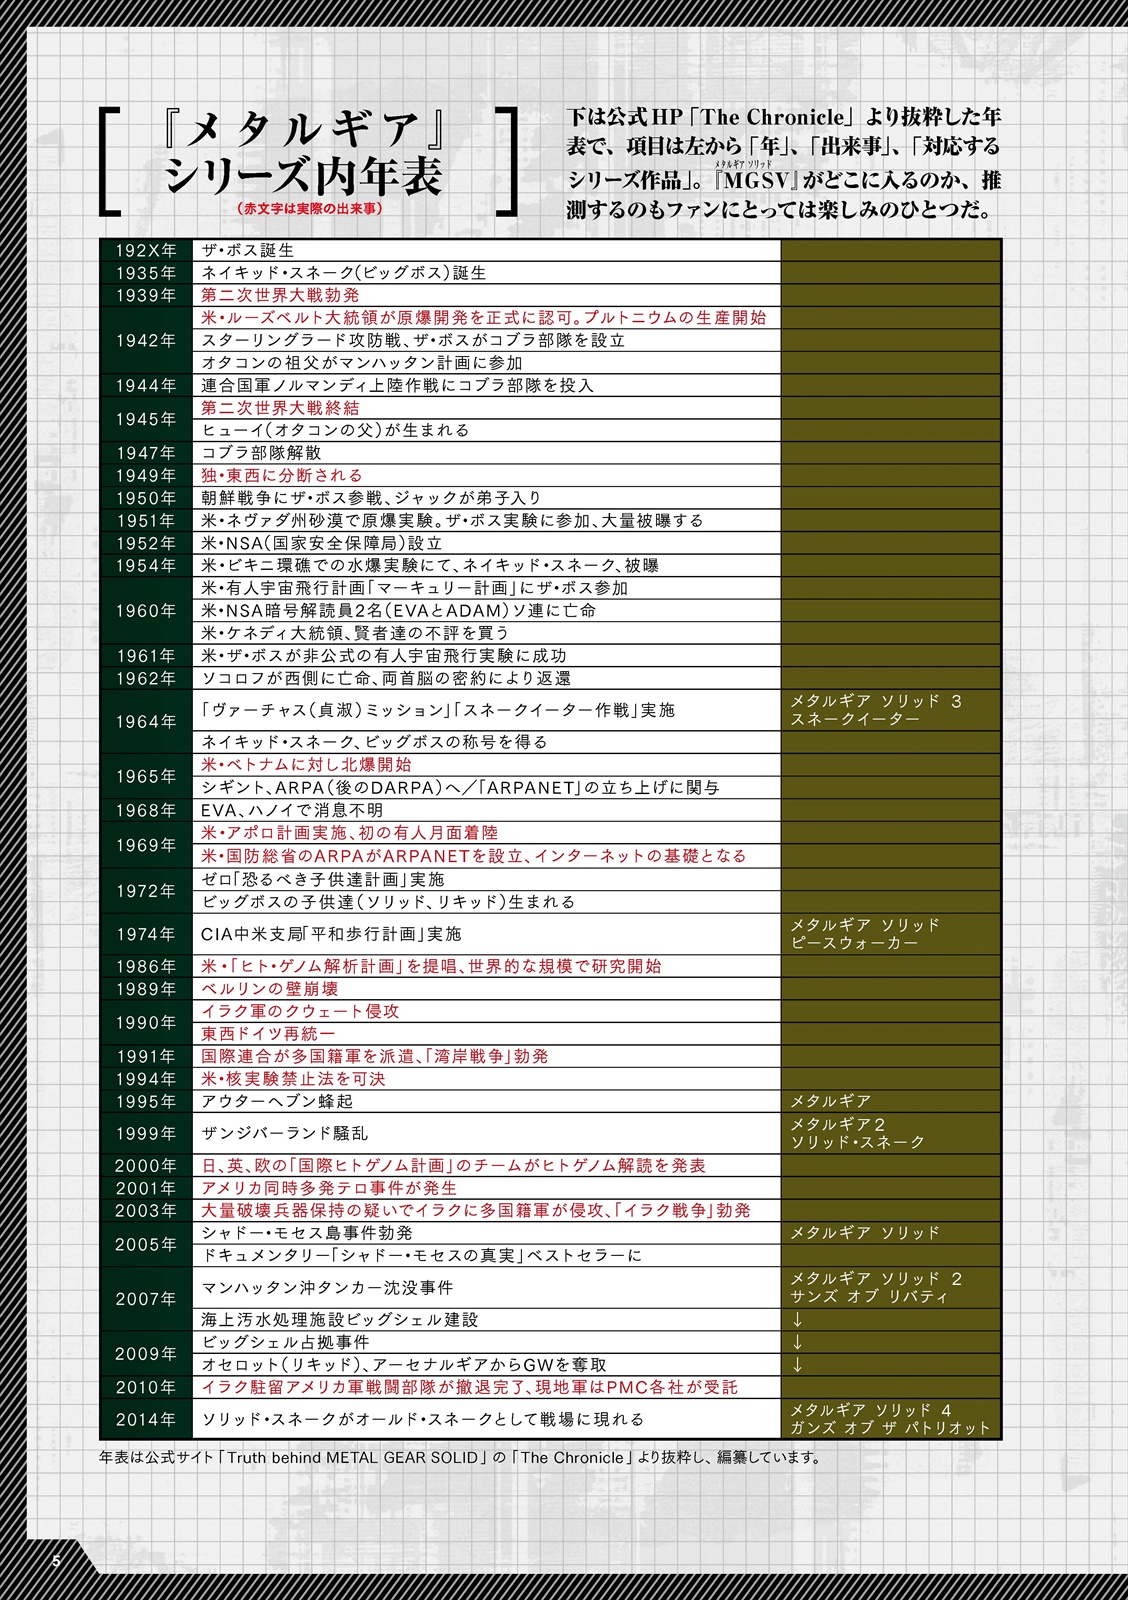 『メタルギア』
シリーズ内年表
（赤文字は実際の出来事）
下は公式HP「The Chronicle」より抜粋した年
表で、項目は左から「年」、「出来事」、「対応する
メタルギア ソリッド
シリーズ作品」。『MGSV』がどこに入るのか、推
測するのもファンにとっては楽しみのひとつだ。
192X年 ザ・ボス誕生
1935年 ネイキッド・スネーク（ビッグボス）誕生
1939年 第二次世界大戦勃発
1942年 米・ルーズベルト大統領が原爆開発を正式に認可。プルトニウムの生産開始
スターリングラード攻防戦、ザ・ボスがコブラ部隊を設立
オタコンの祖父がマンハッタン計画に参加
1944年 連合国軍ノルマンディ上陸作戦にコブラ部隊を投入
1945年 第二次世界大戦終結
ヒューイ（オタコンの父）が生まれる
1947年 コブラ部隊解散
1949年 独・東西に分断される
1950年 朝鮮戦争にザ・ボス参戦、ジャックが弟子入り
1951年 米・ネヴァダ州砂漠で原爆実験。ザ・ボス実験に参加、大量被曝する
1952年 米・NSA（国家安全保障局）設立
1954年 米・ビキニ環礁での水爆実験にて、ネイキッド・スネーク、被曝
1960年 米・有人宇宙飛行計画「マーキュリー計画」にザ・ボス参加
米・NSA暗号解読員2名（EVAとADAM）ソ連に亡命
米・ケネディ大統領、賢者達の不評を買う
1961年 米・ザ・ボスが非公式の有人宇宙飛行実験に成功
1962年 ソコロフが西側に亡命、両首脳の密約により返還
1964年 「ヴァーチャス（貞淑）ミッション」「スネークイーター作戦」実施 メタルギア ソリッド 3
スネークイーター
ネイキッド・スネーク、ビッグボスの称号を得る
1965年 米・ベトナムに対し北爆開始
シギント、ARPA（後のDARPA）へ／「ARPANET」の立ち上げに関与
1968年 EVA、ハノイで消息不明
1969年 米・アポロ計画実施、初の有人月面着陸
米・国防総省のARPAがARPANETを設立、インターネットの基礎となる
1972年 ゼロ「恐るべき子供達計画」実施
ビッグボスの子供達（ソリッド、リキッド）生まれる
1974年 CIA中米支局「平和歩行計画」実施 メタルギア ソリッド
ピースウォーカー
1986年 米・「ヒト・ゲノム解析計画」を提唱、世界的な規模で研究開始
1989年 ベルリンの壁崩壊
1990年 イラク軍のクウェート侵攻
東西ドイツ再統一
1991年 国際連合が多国籍軍を派遣、「湾岸戦争」勃発
1994年 米・核実験禁止法を可決
1995年 アウターヘブン蜂起 メタルギア
1999年 ザンジバーランド騒乱 メタルギア2
ソリッド・スネーク
2000年 日、英、欧の「国際ヒトゲノム計画」のチームがヒトゲノム解読を発表
2001年 アメリカ同時多発テロ事件が発生
2003年 大量破壊兵器保持の疑いでイラクに多国籍軍が侵攻、「イラク戦争」勃発
2005年 シャドー・モセス島事件勃発 メタルギア ソリッド
ドキュメンタリー「シャドー・モセスの真実」ベストセラーに
2007年 マンハッタン沖タンカー沈没事件 メタルギア ソリッド 2
サンズ オブ リバティ
海上汚水処理施設ビッグシェル建設 ↓
2009年 ビッグシェル占拠事件 ↓
オセロット（リキッド）、アーセナルギアからGWを奪取 ↓
2010年 イラク駐留アメリカ軍戦闘部隊が撤退完了、現地軍はPMC各社が受託
2014年 ソリッド・スネークがオールド・スネークとして戦場に現れる メタルギア ソリッド 4
ガンズ オブ ザ パトリオット
年表は公式サイト「Truth behind METAL GEAR SOLID」の「The Chronicle」より抜粋し、編纂しています。
5